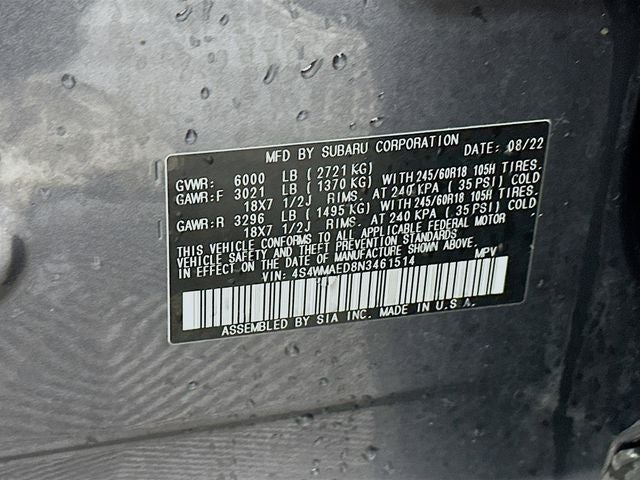 MFD BY SUBARU CORPORATION DATE: 08/22
GVWR: 6000 LB ( 2721 KG)
GAWR:F 3021 LB ( 1370 KG) WITH 245/60R18 105H TIRES.
18X7 1/2J RIMS. AT 240 KPA ( 35 PSI) COLD
GAWR:R 3296 LB ( 1495 KG) WITH 245/60R18 105H TIRES.
18X7 1/2J RIMS. AT 240 KPA ( 35 PSI) COLD
THIS VEHICLE CONFORMS TO ALL APPLICABLE FEDERAL MOTOR
VEHICLE SAFETY AND THEFT PREVENTION STANDARDS
IN EFFECT ON THE DATE OF MANUFACTURE SHOWN ABOVE.
VIN: 4S4WMAED8N3461514 MPV
ASSEMBLED BY SIA INC. MADE IN U.S.A.